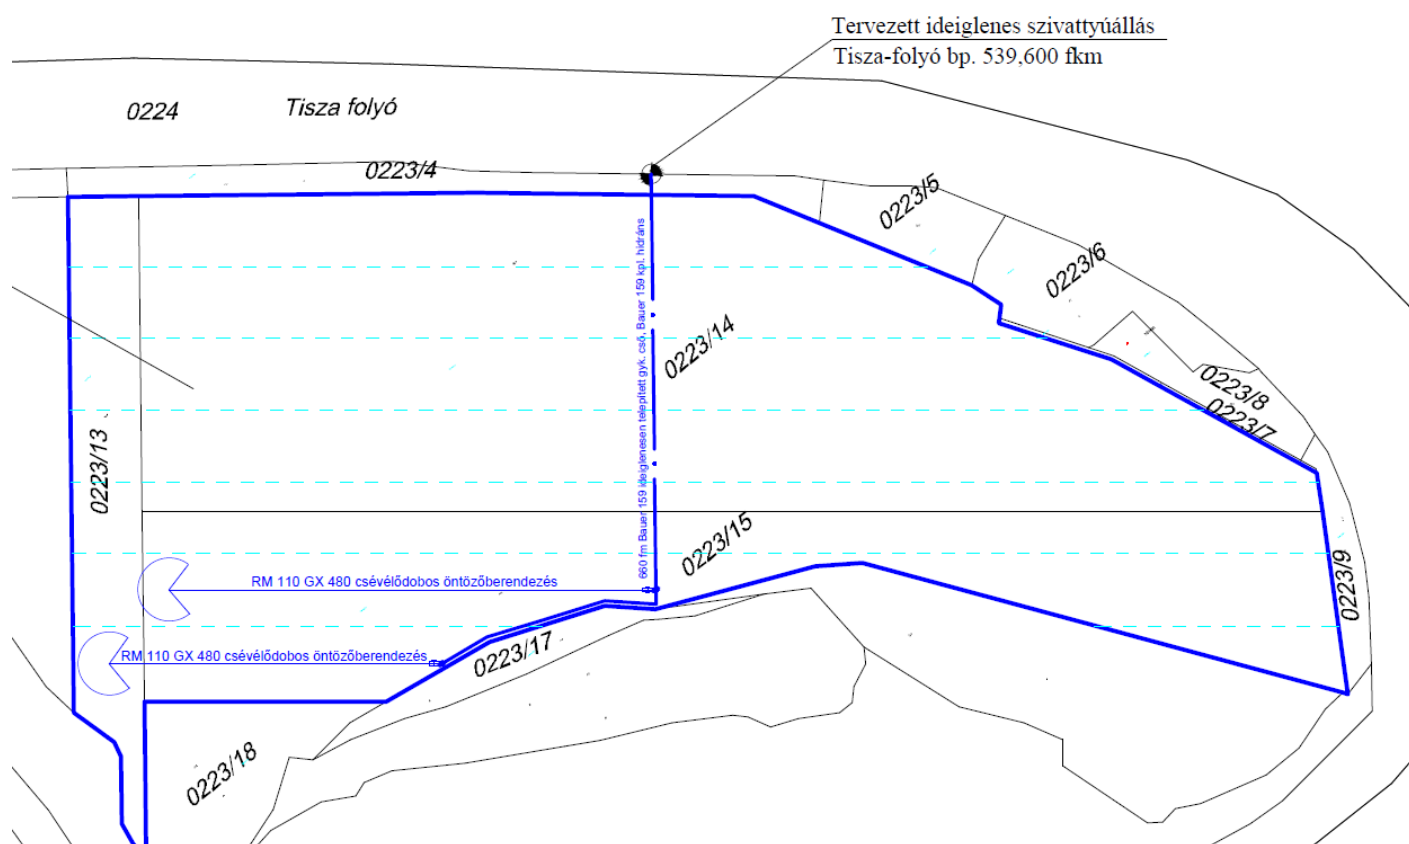 Tervezett ideiglenes szivattyúállás
Tisza-folyó bp. 539,600 fkm
0224
Tisza folyó
0223/4
0223/5
0223/6
0223/8
0223/7
0223/14
0223/13
660 fm Bauer 159 ideiglenesen telepített gyk. cső, Bauer 159 kpl. hidráns
0223/15
0223/9
RM 110 GX 480 csévélődobos öntözőberendezés
RM 110 GX 480 csévélődobos öntözőberendezés
0223/17
0223/18